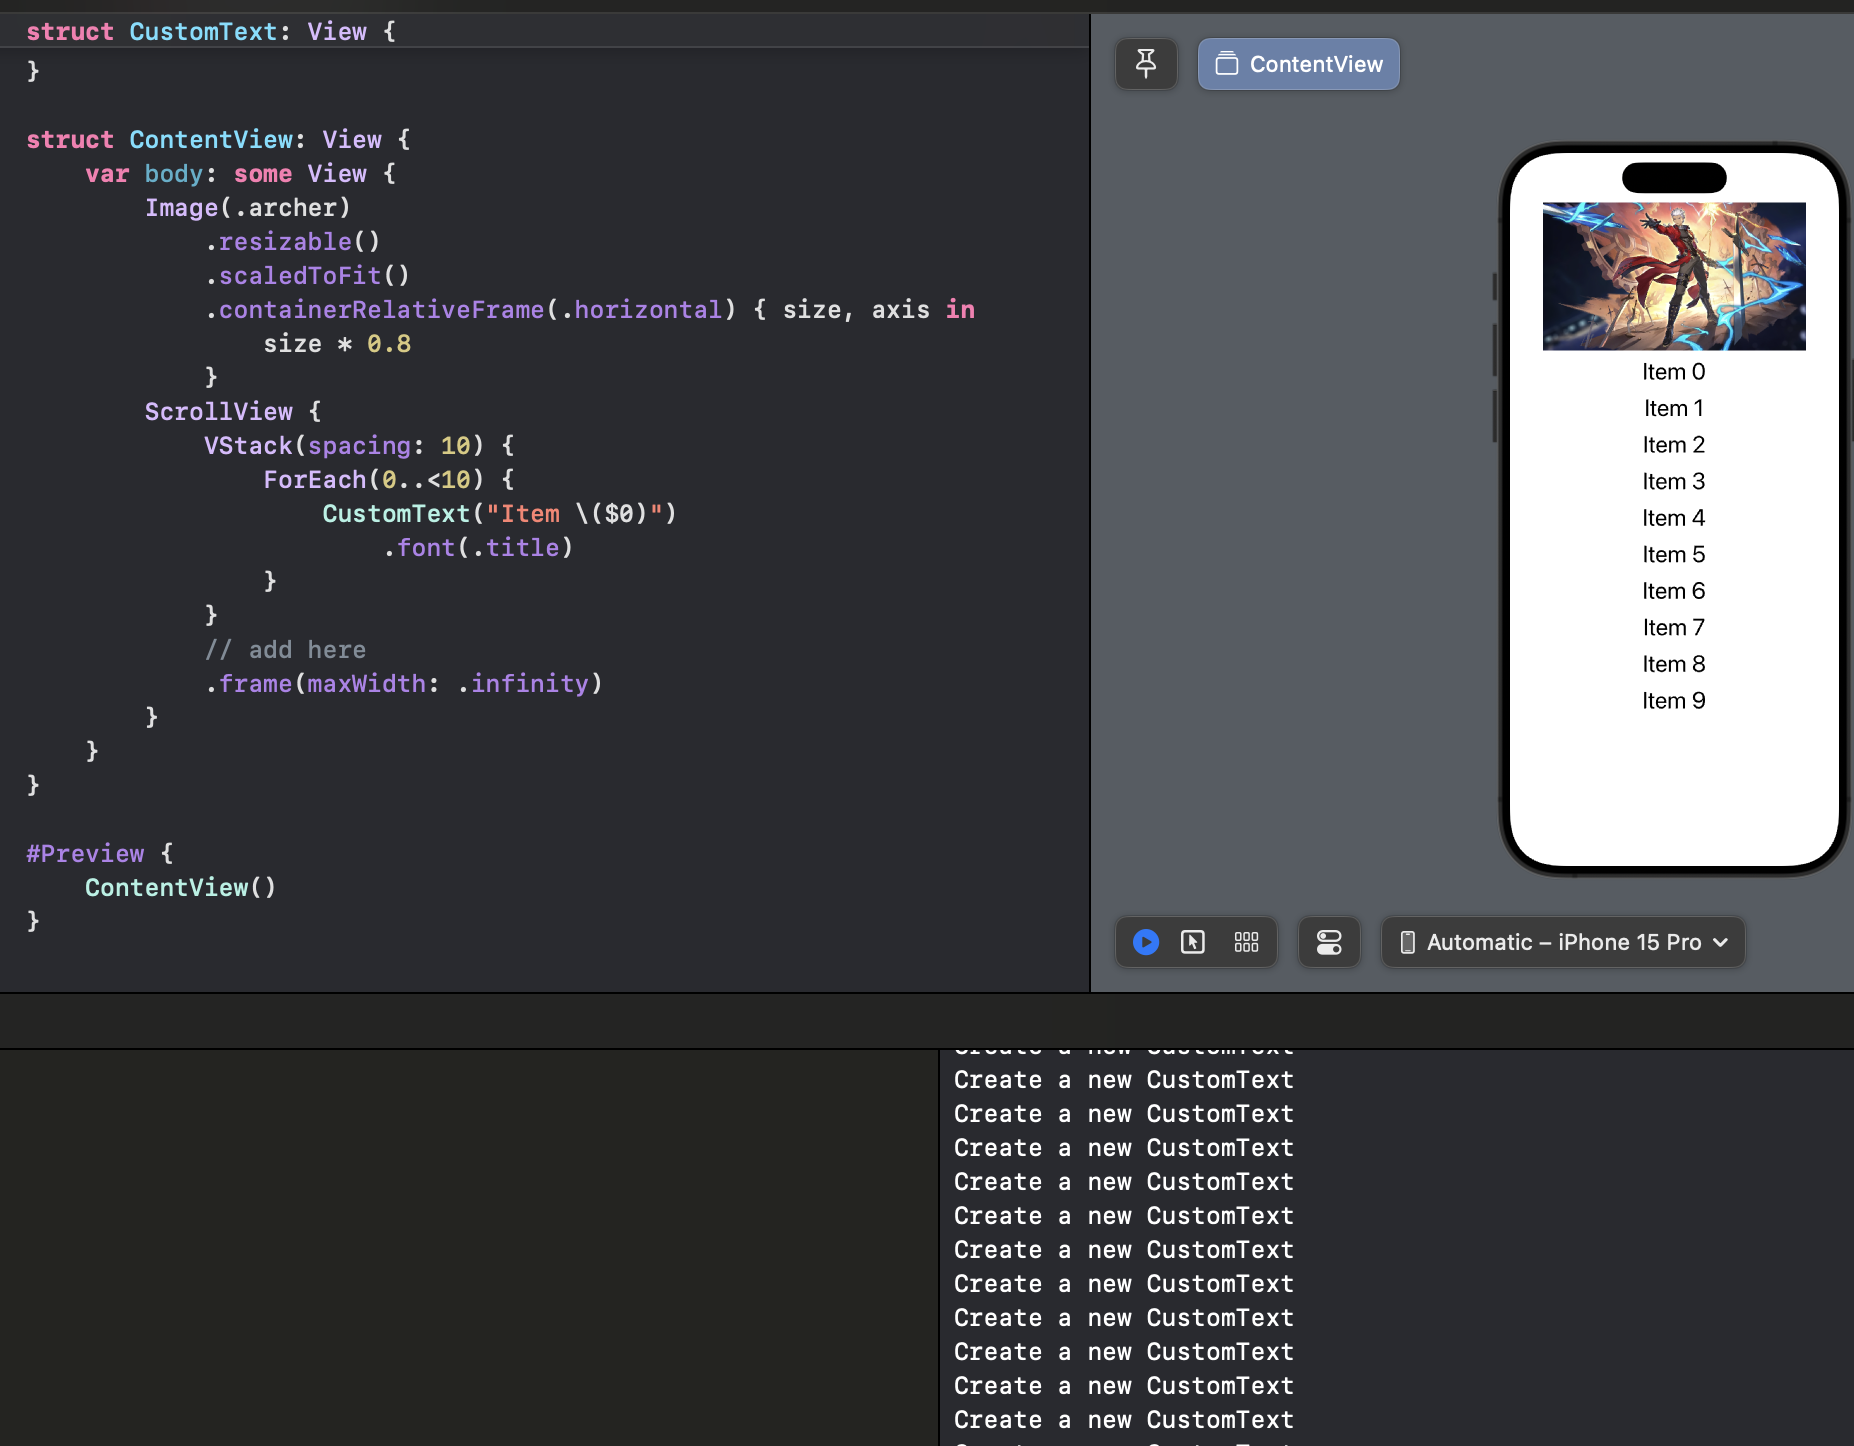 struct CustomText: View {
}
struct ContentView: View {
    var body: some View {
        Image(.archer)
            .resizable()
            .scaledToFit()
            .containerRelativeFrame(.horizontal) { size, axis in
                size * 0.8
            }
        ScrollView {
            VStack(spacing: 10) {
                ForEach(0..<10) {
                    CustomText("Item \($0)")
                        .font(.title)
                }
            }
            // add here
            .frame(maxWidth: .infinity)
        }
    }
}
#Preview {
    ContentView()
}
ContentView
Item 0
Item 1
Item 2
Item 3
Item 4
Item 5
Item 6
Item 7
Item 8
Item 9
Automatic – iPhone 15 Pro
Create a new CustomText
Create a new CustomText
Create a new CustomText
Create a new CustomText
Create a new CustomText
Create a new CustomText
Create a new CustomText
Create a new CustomText
Create a new CustomText
Create a new CustomText
Create a new CustomText
Create a new CustomText